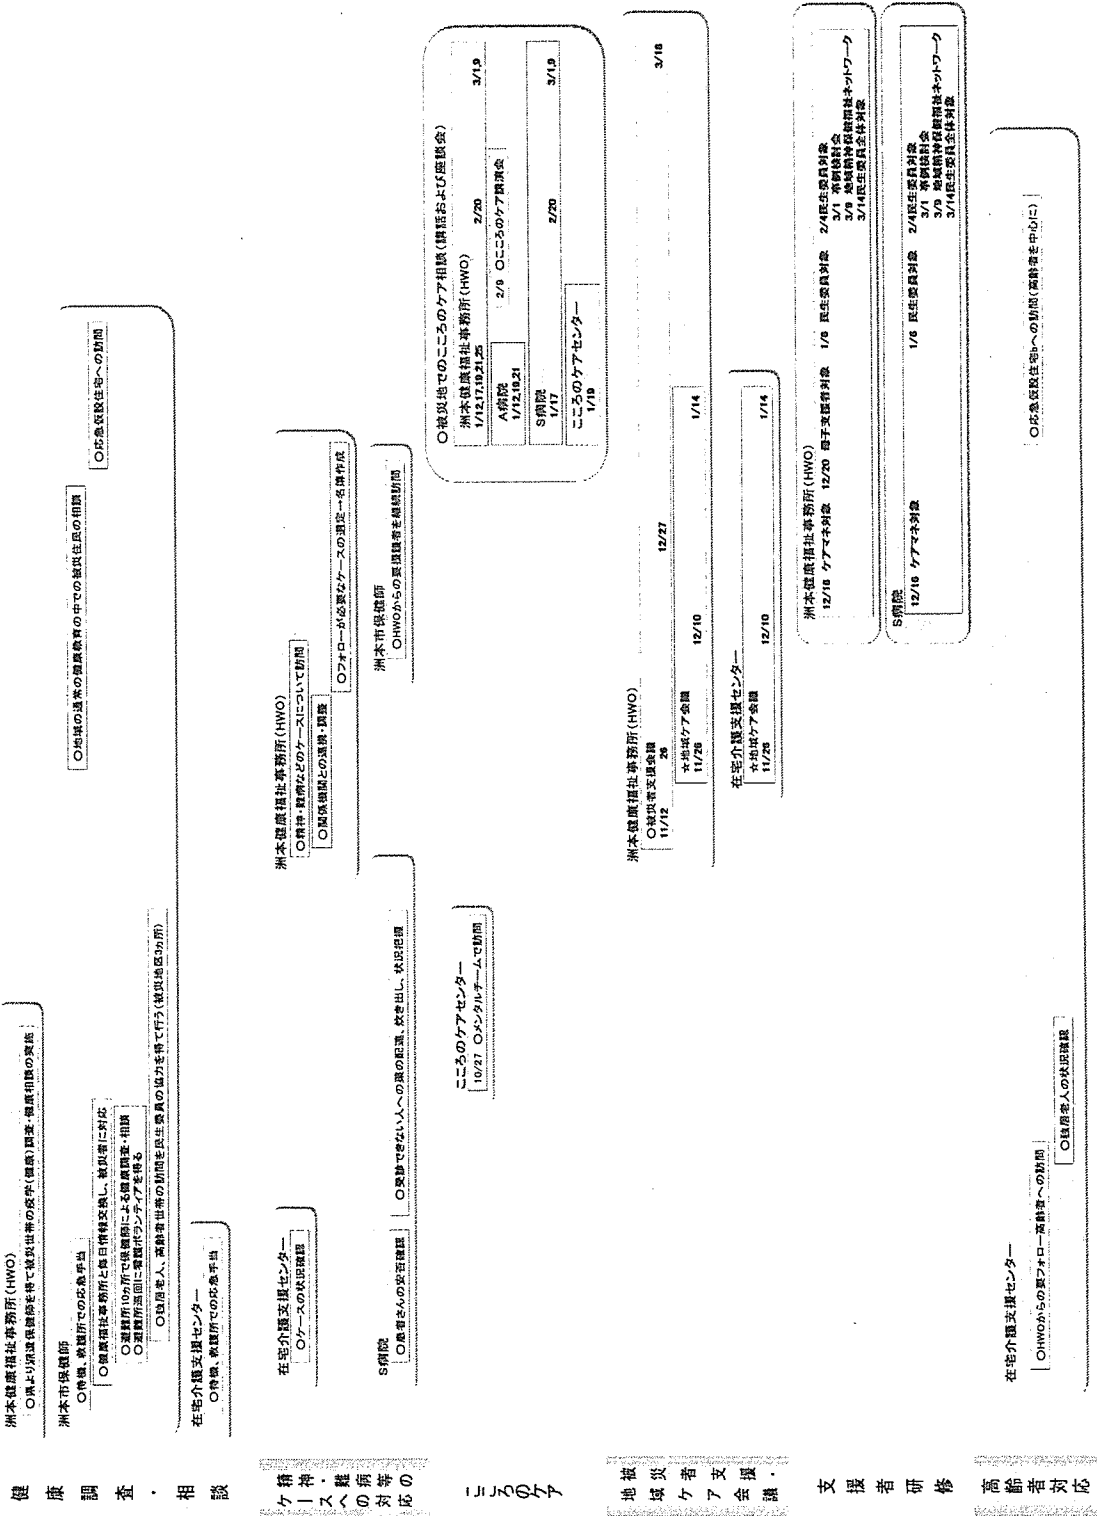 健康調査・相談
洲本健康福祉事務所(HWO)
○県より派遣保健師を得て被災世帯の疫学(健康)調査・健康相談の実施
洲本市保健師
○待機、救護所での応急手当
○健康福祉事務所と毎日情報交換し、被災者に対応
○避難所10ヵ所で保健師による健康調査・相談
○避難所巡回に看護ボランティアを得る
○独居老人、高齢者世帯の訪問を民生委員の協力を得て行う(被災地区3ヵ所)
○地域の通常の健康教育の中での被災住民の相談
○応急仮設住宅への訪問
在宅介護支援センター
○待機、救護所での応急手当
精神・難病等のケースへの対応
在宅介護支援センター
○ケースの状況確認
洲本健康福祉事務所(HWO)
○精神・難病などのケースについて訪問
○関係機関との連携・調整
○フォローが必要なケースの選定→名簿作成
S病院
○患者さんの安否確認
○受診できない人への薬の配達、炊き出し、状況把握
洲本市保健師
○HWOからの要援護者を継続訪問
こころのケア
こころのケアセンター
10/27 ○メンタルチームで訪問
○被災地でのこころのケア相談(講話および座談会)
洲本健康福祉事務所(HWO)
1/12,17,19,21,25 2/20 3/1,9
A病院 2/9 ○こころのケア講演会
1/12,19,21
S病院
1/17 2/20 3/1,9
こころのケアセンター
1/19
被災者支援・地域ケア会議
洲本健康福祉事務所(HWO)
○被災者支援会議
11/12 26 12/27 3/18
☆地域ケア会議
11/26 12/10 1/14
在宅介護支援センター
☆地域ケア会議
11/26 12/10 1/14
支援者研修
洲本健康福祉事務所(HWO)
12/16 ケアマネ対象 12/20 母子支援者対象 1/6 民生委員対象 2/4民生委員対象
3/1 事例検討会
3/9 地域精神保健福祉ネットワーク
3/14民生委員全体対象
S病院
12/16 ケアマネ対象 1/6 民生委員対象 2/4民生委員対象
3/1 事例検討会
3/9 地域精神保健福祉ネットワーク
3/14民生委員全体対象
高齢者対応
在宅介護支援センター
○HWOからの要フォロー高齢者への訪問
○独居老人の状況確認
○応急仮設住宅bへの訪問(高齢者を中心に)